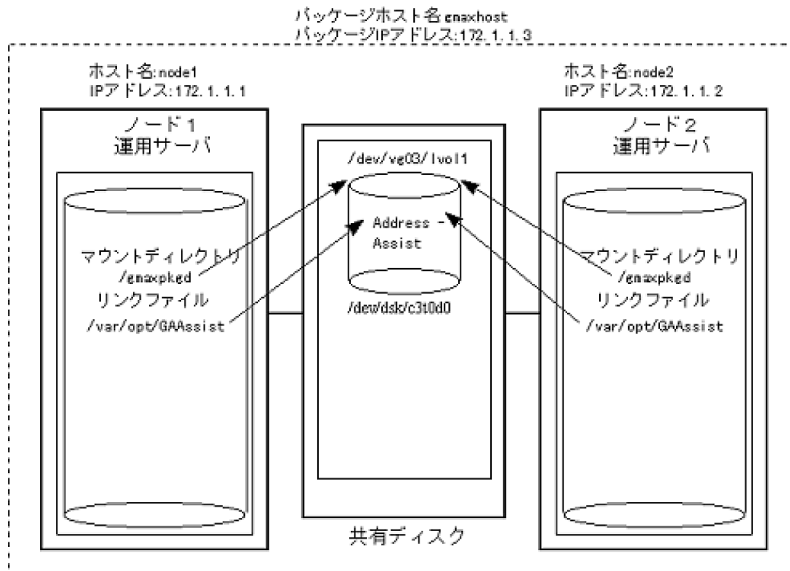 パッケージホスト名:gmaxhost
パッケージIPアドレス:172.1.1.3
ホスト名:node1
IPアドレス:172.1.1.1
ノード1
運用サーバ
マウントディレクトリ
/gmaxpkgd
リンクファイル
/var/opt/GAAssist
/dev/vg03/lvol1
Address -
Assist
/dev/dsk/c3t0d0
共有ディスク
ホスト名:node2
IPアドレス:172.1.1.2
ノード2
運用サーバ
マウントディレクトリ
/gmaxpkgd
リンクファイル
/var/opt/GAAssist